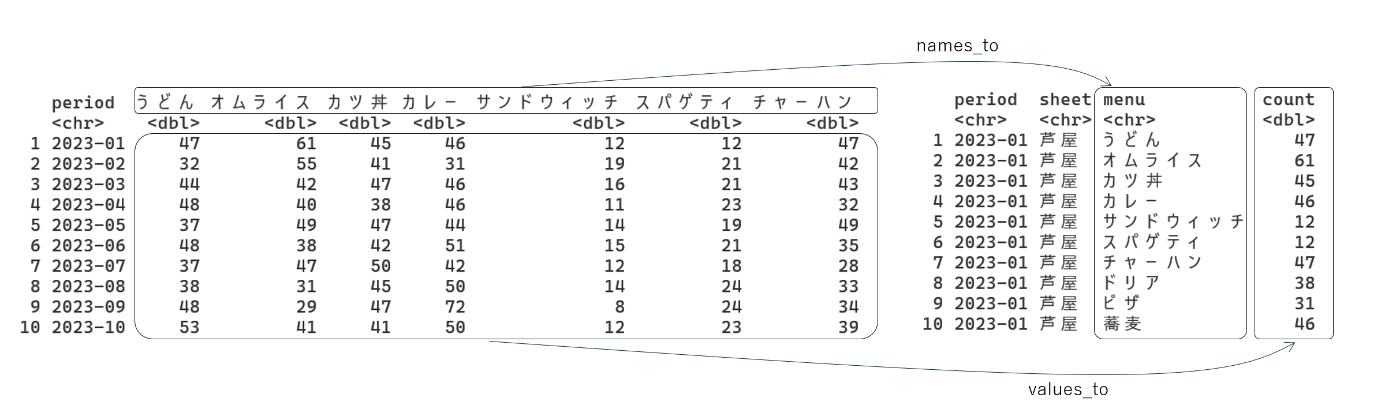 names_to
period うどん オムライス カツ丼 カレー サンドウィッチ スパゲティ チャーハン
<chr> <dbl> <dbl> <dbl> <dbl> <dbl> <dbl> <dbl>
1 2023-01 47 61 45 46 12 12 47
2 2023-02 32 55 41 31 19 21 42
3 2023-03 44 42 47 46 16 21 43
4 2023-04 48 40 38 46 11 23 32
5 2023-05 37 49 47 44 14 19 49
6 2023-06 48 38 42 51 15 21 35
7 2023-07 37 47 50 42 12 18 28
8 2023-08 38 31 45 50 14 24 33
9 2023-09 48 29 47 72 8 24 34
10 2023-10 53 41 41 50 12 23 39
period sheet menu count
<chr> <chr> <chr> <dbl>
1 2023-01 芦屋 うどん 47
2 2023-01 芦屋 オムライス 61
3 2023-01 芦屋 カツ丼 45
4 2023-01 芦屋 カレー 46
5 2023-01 芦屋 サンドウィッチ 12
6 2023-01 芦屋 スパゲティ 12
7 2023-01 芦屋 チャーハン 47
8 2023-01 芦屋 ドリア 38
9 2023-01 芦屋 ピザ 31
10 2023-01 芦屋 蕎麦 46
values_to